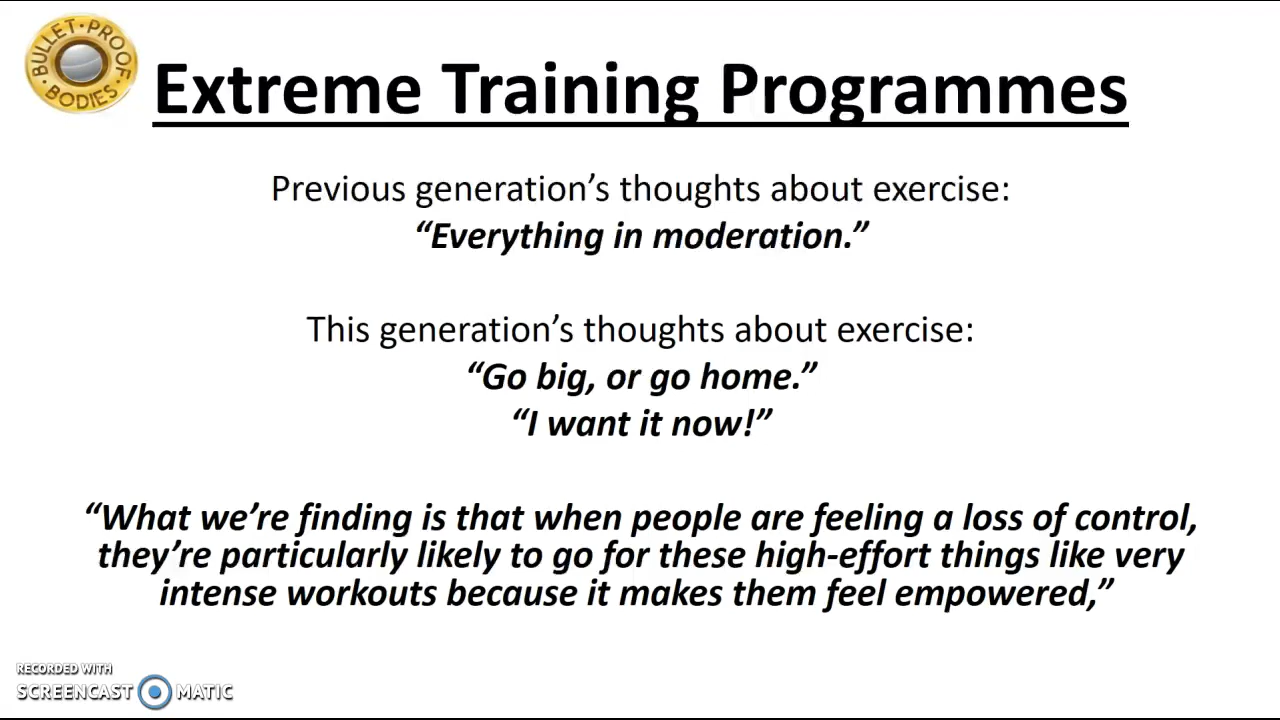 BULLET·PROOF·BODIES·
Extreme Training Programmes
Previous generation’s thoughts about exercise:
“Everything in moderation.”
This generation’s thoughts about exercise:
“Go big, or go home.”
“I want it now!”
“What we’re finding is that when people are feeling a loss of control,
they’re particularly likely to go for these high-effort things like very
intense workouts because it makes them feel empowered,”
RECORDED WITH
SCREENCAST MATIC